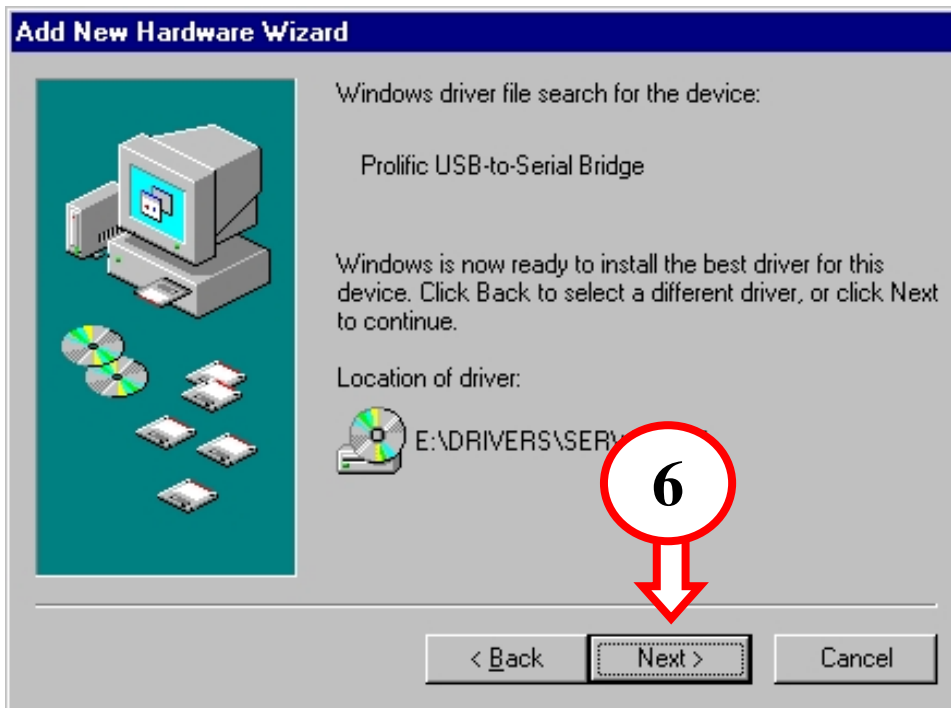 Add New Hardware Wizard
Windows driver file search for the device:
Prolific USB-to-Serial Bridge
Windows is now ready to install the best driver for this
device. Click Back to select a different driver, or click Next
to continue.
Location of driver:
6
< Back
Next >
Cancel